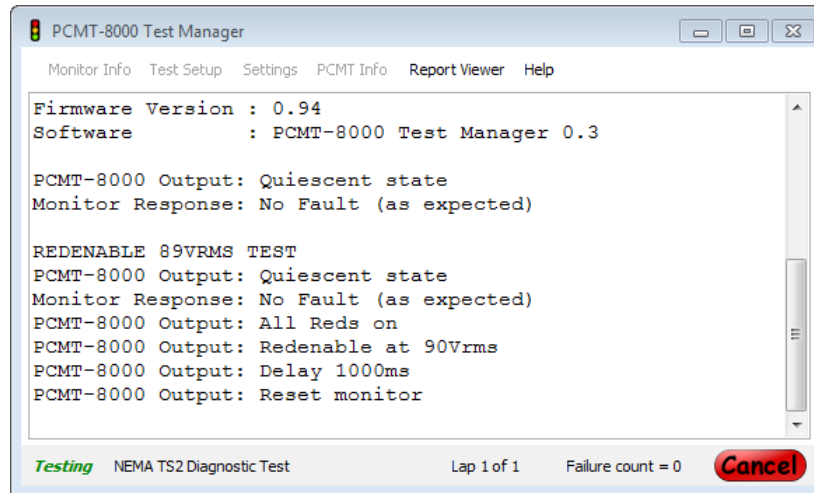 PCMT-8000 Test Manager
Monitor Info Test Setup Settings PCMT Info Report Viewer Help
Firmware Version : 0.94
Software : PCMT-8000 Test Manager 0.3
PCMT-8000 Output: Quiescent state
Monitor Response: No Fault (as expected)
REDENABLE 89VRMS TEST
PCMT-8000 Output: Quiescent state
Monitor Response: No Fault (as expected)
PCMT-8000 Output: All Reds on
PCMT-8000 Output: Redenable at 90Vrms
PCMT-8000 Output: Delay 1000ms
PCMT-8000 Output: Reset monitor
Testing NEMA TS2 Diagnostic Test Lap 1 of 1 Failure count = 0 Cancel